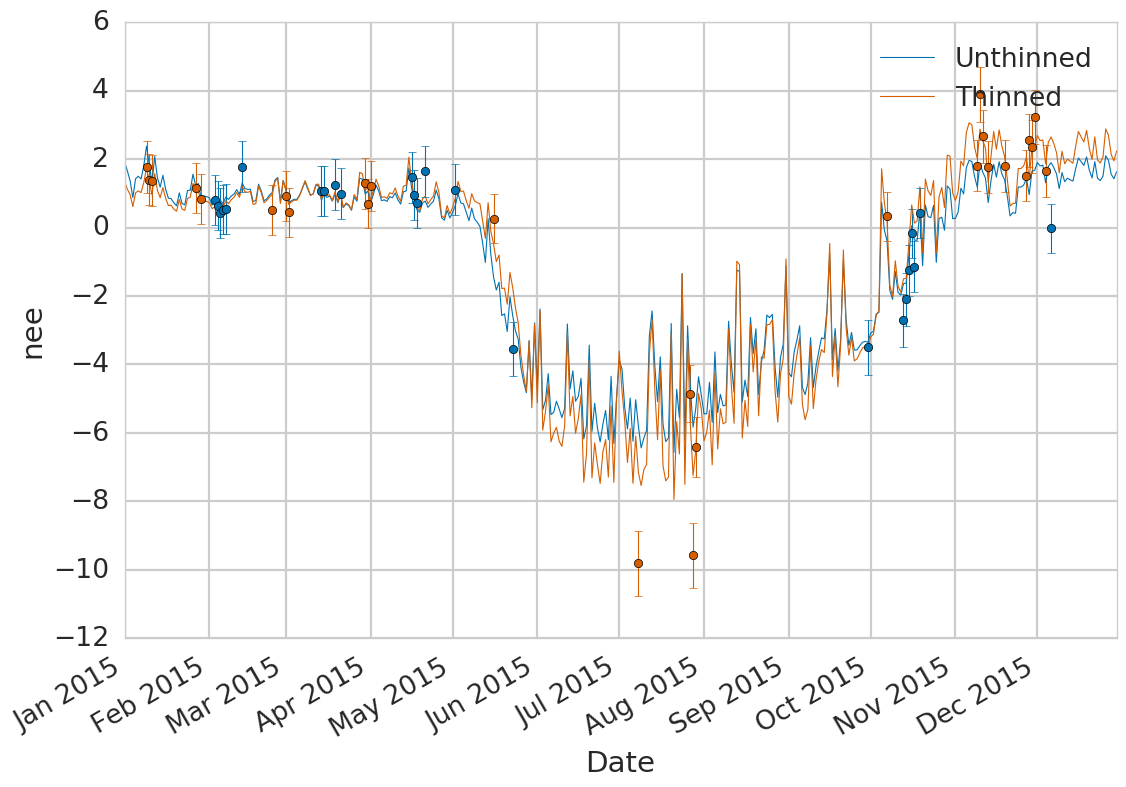 6
4
2
0
−2
−4
−6
−8
−10
−12
nee
Unthinned
Thinned
Jan 2015
Feb 2015
Mar 2015
Apr 2015
May 2015
Jun 2015
Jul 2015
Aug 2015
Sep 2015
Oct 2015
Nov 2015
Dec 2015
Date